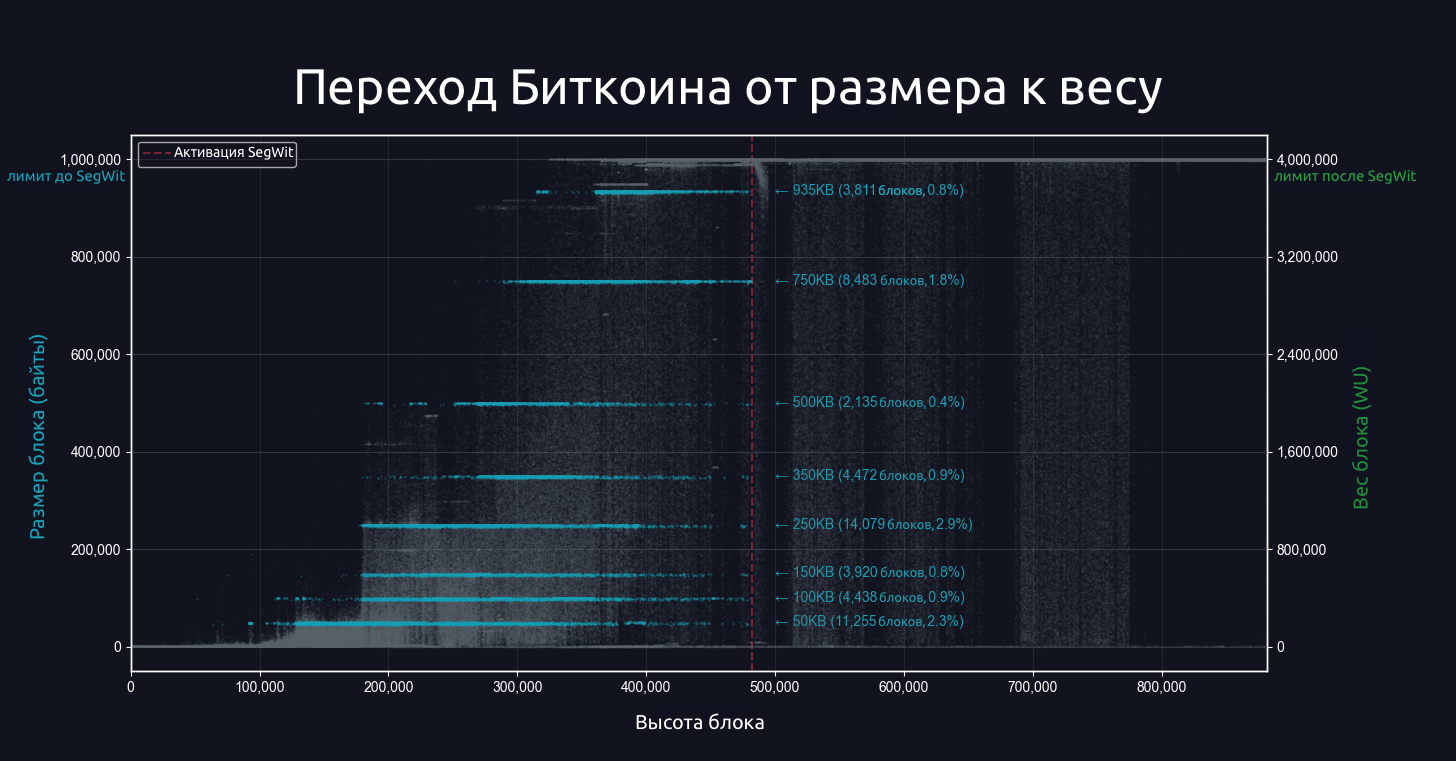 Переход Биткоина от размера к весу
Активация SegWit
1,000,000
лимит до SegWit
800,000
600,000
400,000
200,000
0
Размер блока (байты)
← 935KB (3,811 блоков, 0.8%)
← 750KB (8,483 блоков, 1.8%)
← 500KB (2,135 блоков, 0.4%)
← 350KB (4,472 блоков, 0.9%)
← 250KB (14,079 блоков, 2.9%)
← 150KB (3,920 блоков, 0.8%)
← 100KB (4,438 блоков, 0.9%)
← 50KB (11,255 блоков, 2.3%)
4,000,000
лимит после SegWit
3,200,000
2,400,000
1,600,000
800,000
0
Вес блока (WU)
0 100,000 200,000 300,000 400,000 500,000 600,000 700,000 800,000
Высота блока